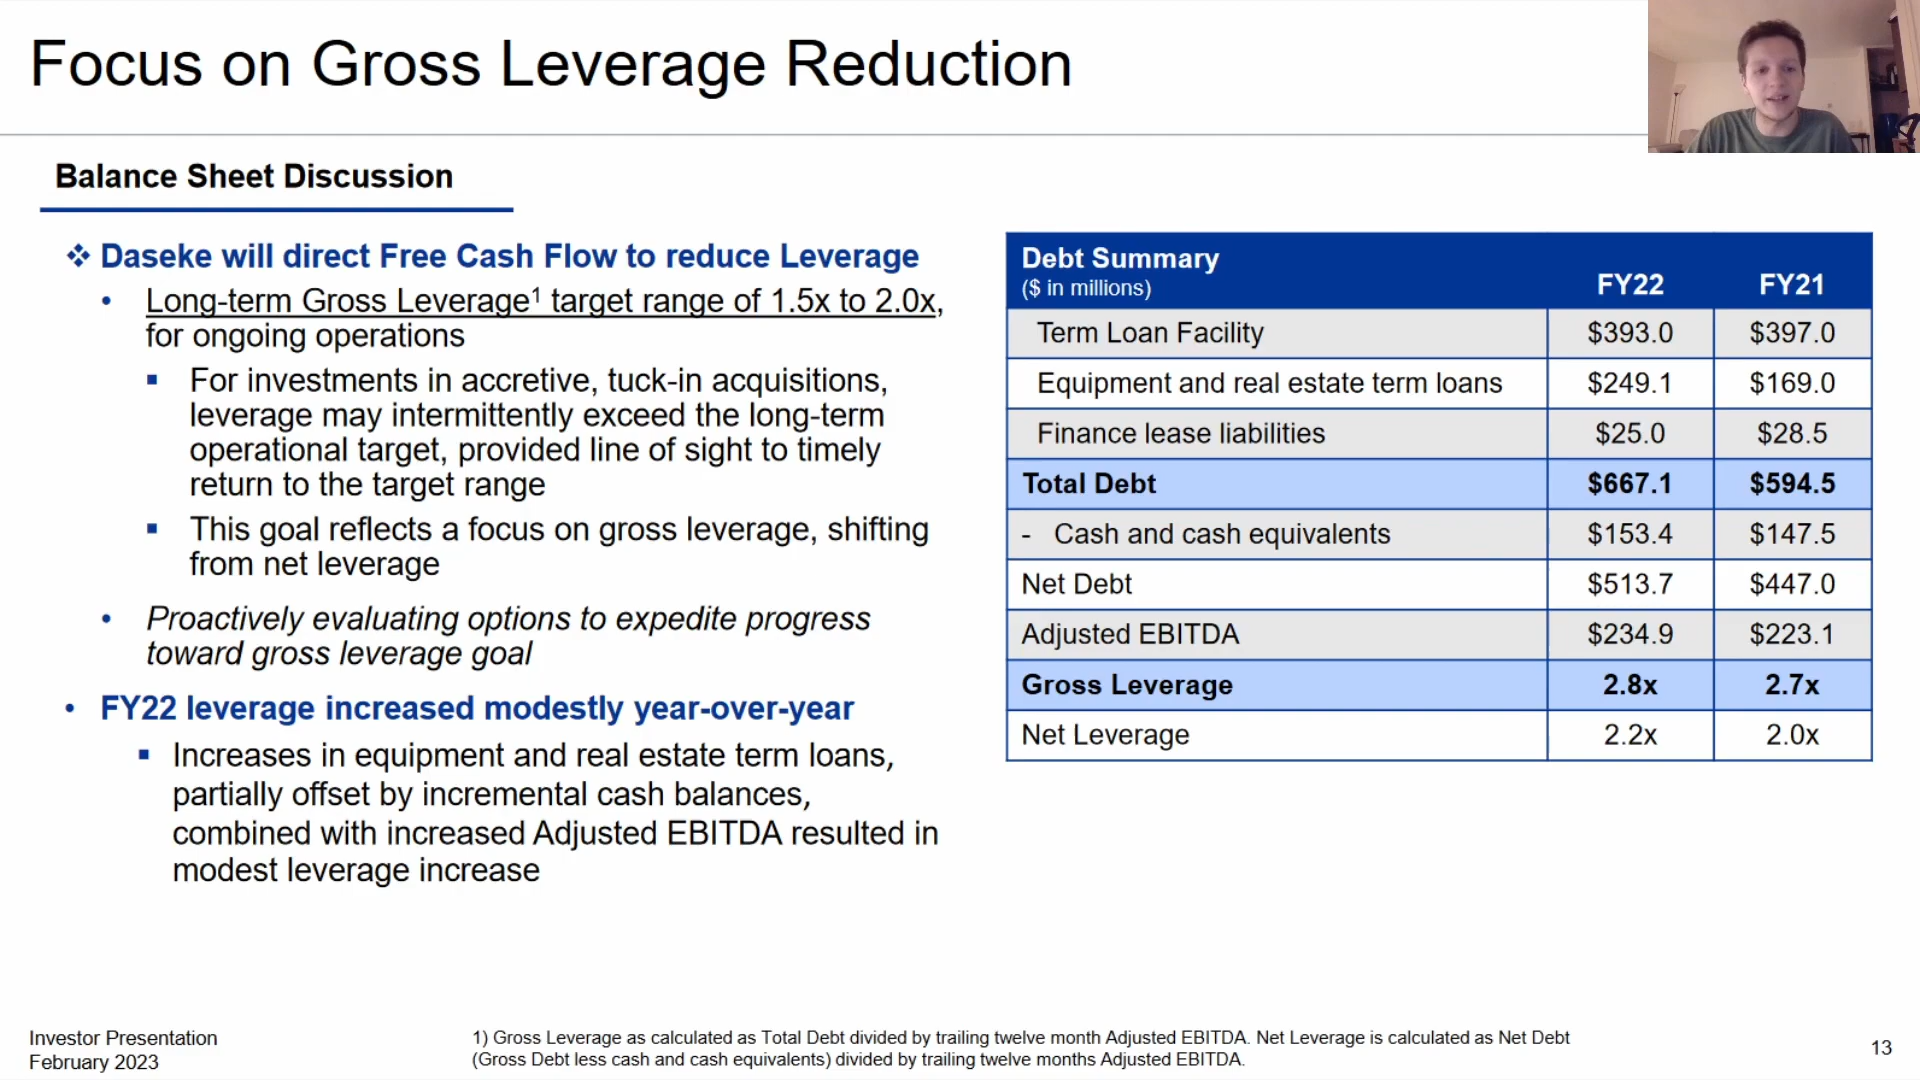 Focus on Gross Leverage Reduction
Balance Sheet Discussion
❖ Daseke will direct Free Cash Flow to reduce Leverage
• Long-term Gross Leverage¹ target range of 1.5x to 2.0x,
for ongoing operations
▪ For investments in accretive, tuck-in acquisitions,
leverage may intermittently exceed the long-term
operational target, provided line of sight to timely
return to the target range
▪ This goal reflects a focus on gross leverage, shifting
from net leverage
• Proactively evaluating options to expedite progress
toward gross leverage goal
• FY22 leverage increased modestly year-over-year
▪ Increases in equipment and real estate term loans,
partially offset by incremental cash balances,
combined with increased Adjusted EBITDA resulted in
modest leverage increase
Debt Summary
($ in millions) FY22 FY21
Term Loan Facility $393.0 $397.0
Equipment and real estate term loans $249.1 $169.0
Finance lease liabilities $25.0 $28.5
Total Debt $667.1 $594.5
- Cash and cash equivalents $153.4 $147.5
Net Debt $513.7 $447.0
Adjusted EBITDA $234.9 $223.1
Gross Leverage 2.8x 2.7x
Net Leverage 2.2x 2.0x
Investor Presentation
February 2023
1) Gross Leverage as calculated as Total Debt divided by trailing twelve month Adjusted EBITDA. Net Leverage is calculated as Net Debt
(Gross Debt less cash and cash equivalents) divided by trailing twelve months Adjusted EBITDA.
13